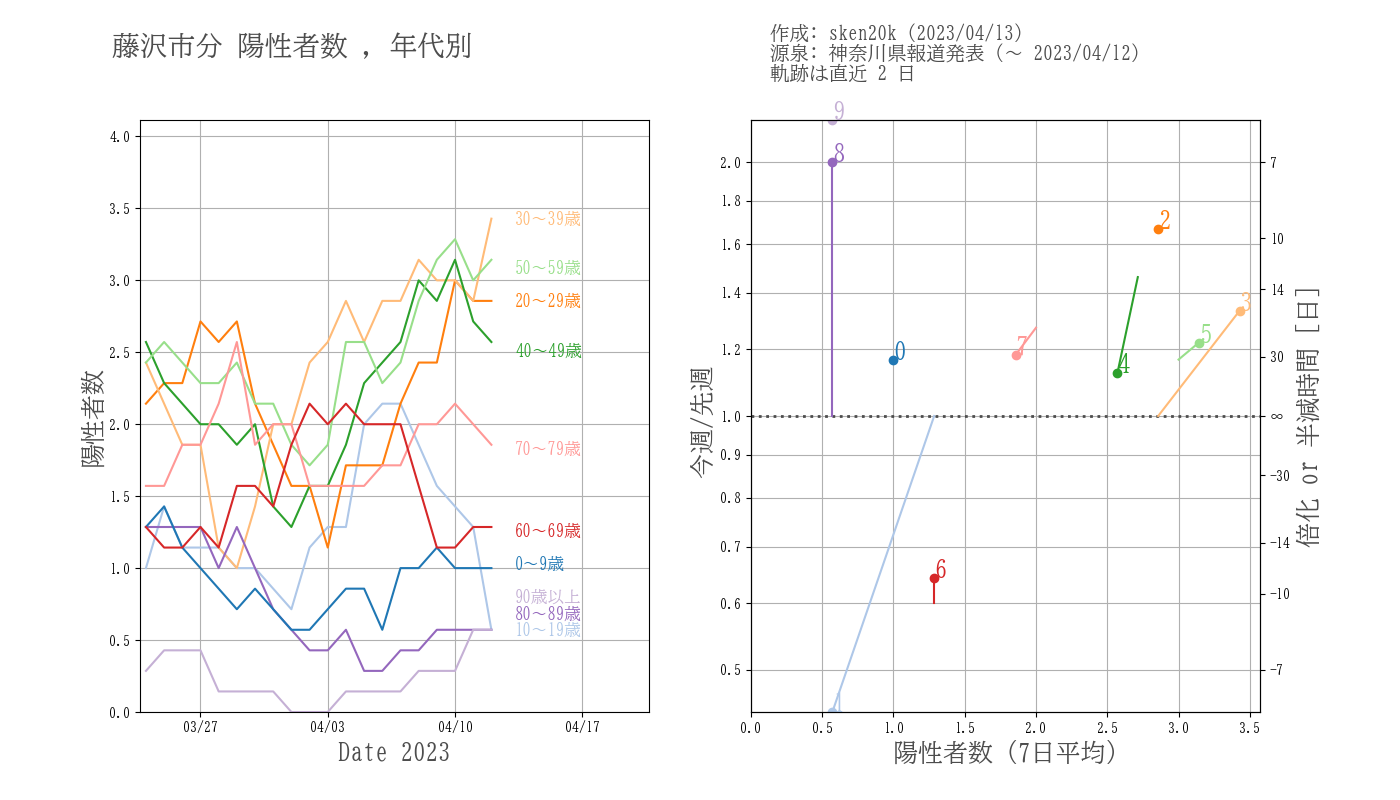 藤沢市分 陽性者数 , 年代別
作成: sken20k (2023/04/13)
源泉: 神奈川県報道発表 (～ 2023/04/12)
軌跡は直近 2 日
陽性者数
4.0
3.5
3.0
2.5
2.0
1.5
1.0
0.5
0.0
03/27
04/03
04/10
04/17
Date 2023
30～39歳
50～59歳
20～29歳
40～49歳
70～79歳
60～69歳
0～9歳
90歳以上
80～89歳
10～19歳
今週/先週
2.0
1.8
1.6
1.4
1.2
1.0
0.9
0.8
0.7
0.6
0.5
0.0
0.5
1.0
1.5
2.0
2.5
3.0
3.5
陽性者数 (7日平均)
9
8
2
3
5
0
7
4
6
1
7
10
14
30
∞
−30
−14
−10
−7
倍化 or 半減時間 [日]